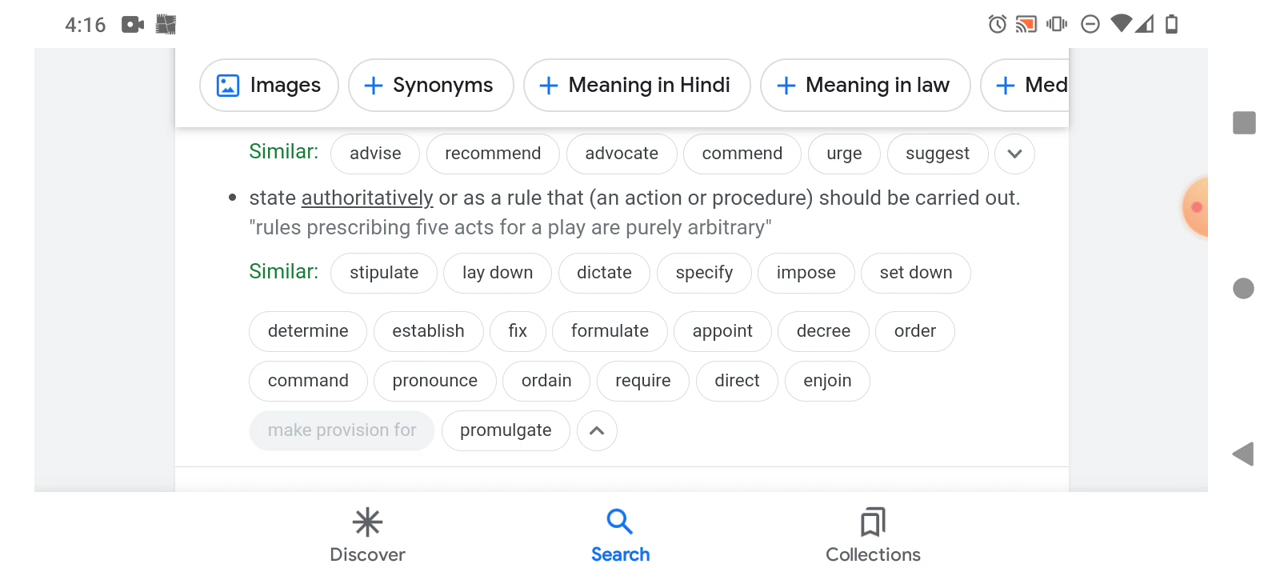 4:16
Images
Synonyms
Meaning in Hindi
Meaning in law
Med
Similar: advise recommend advocate commend urge suggest
• state authoritatively or as a rule that (an action or procedure) should be carried out.
"rules prescribing five acts for a play are purely arbitrary"
Similar: stipulate lay down dictate specify impose set down
determine establish fix formulate appoint decree order
command pronounce ordain require direct enjoin
make provision for promulgate
Discover Search Collections